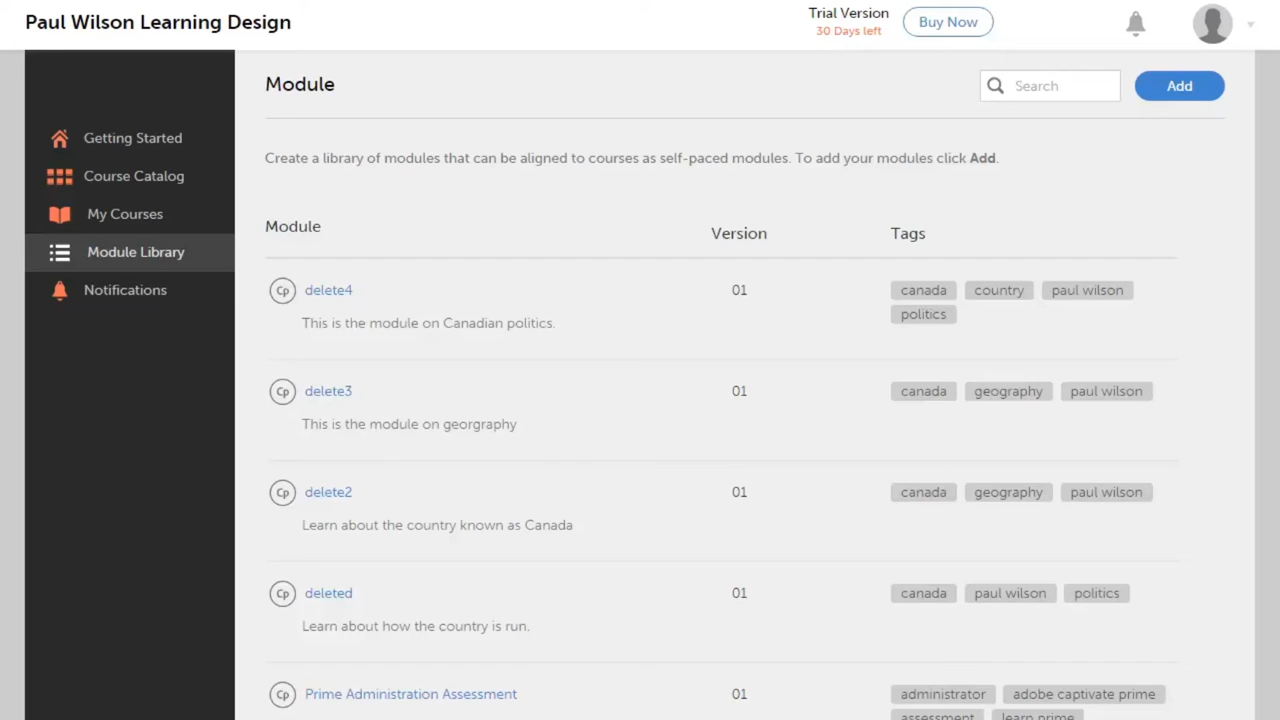 Paul Wilson Learning Design
Trial Version
30 Days left
Buy Now
Getting Started
Course Catalog
My Courses
Module Library
Notifications
Module
Search
Add
Create a library of modules that can be aligned to courses as self-paced modules. To add your modules click Add.
Module Version Tags
Cp delete4 01 canada country paul wilson
politics
This is the module on Canadian politics.
Cp delete3 01 canada geography paul wilson
This is the module on georgraphy
Cp delete2 01 canada geography paul wilson
Learn about the country known as Canada
Cp deleted 01 canada paul wilson politics
Learn about how the country is run.
Cp Prime Administration Assessment 01 administrator adobe captivate prime
assessment learn prime